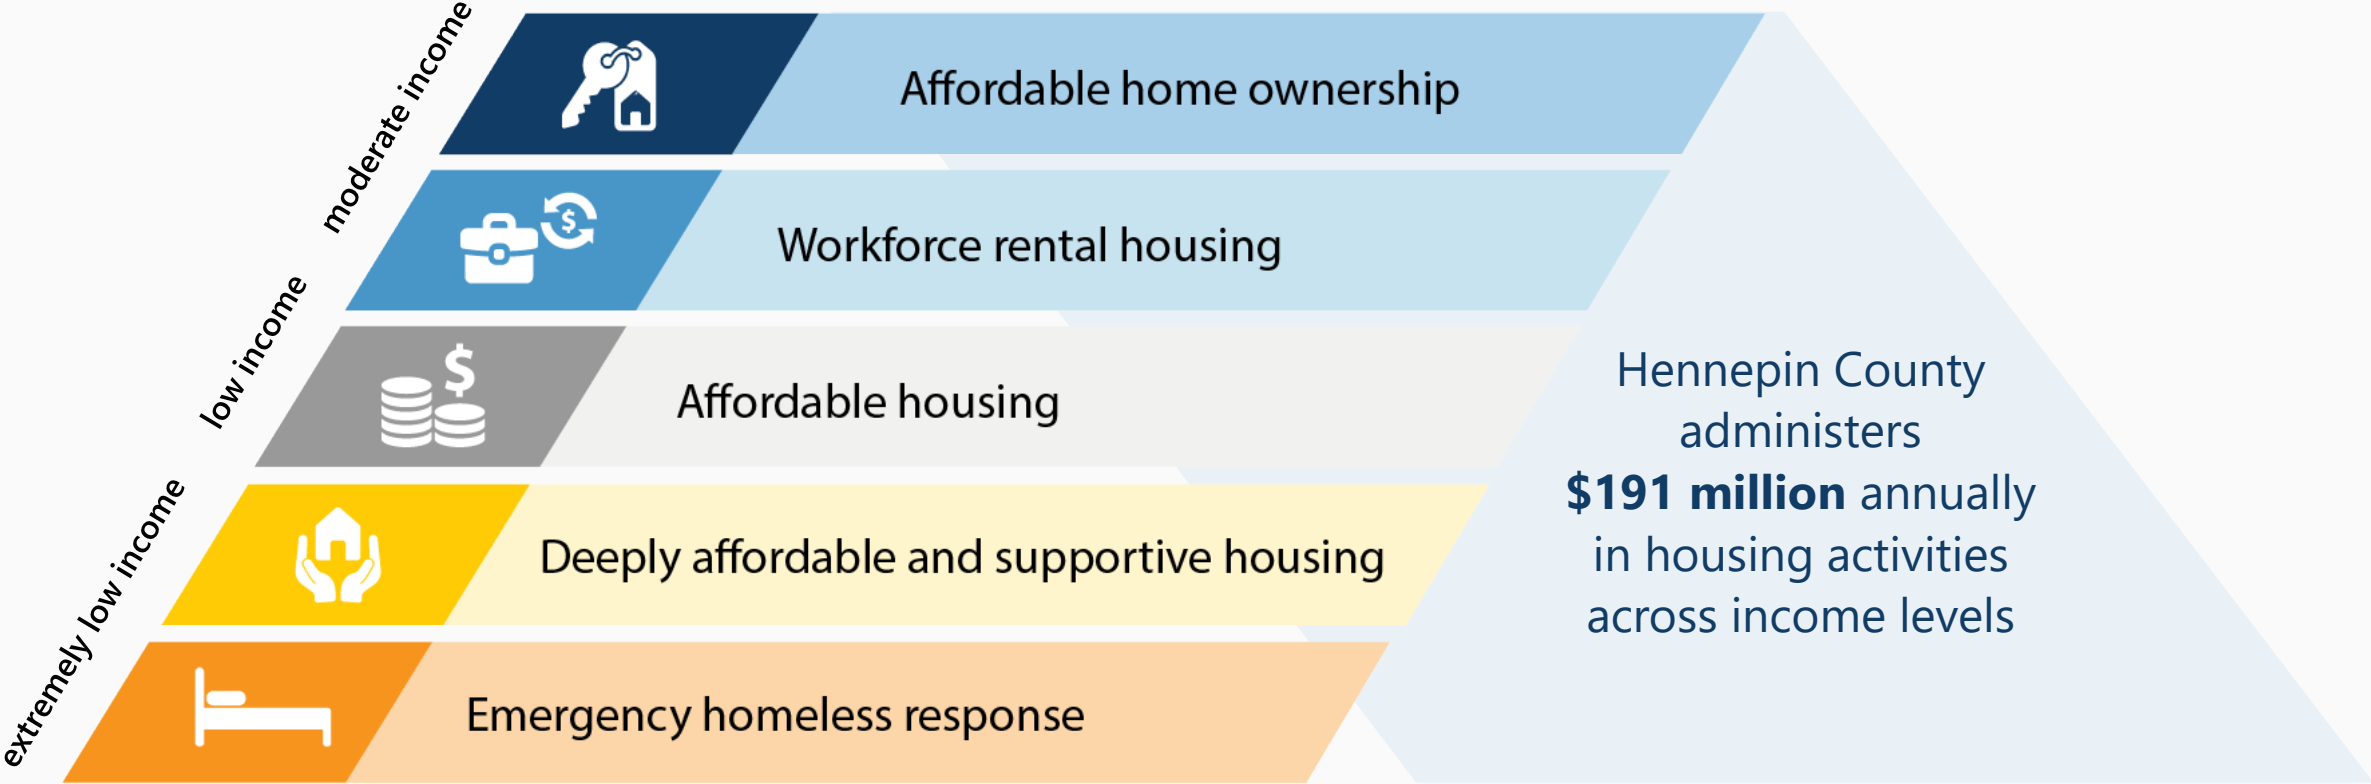 moderate income
Affordable home ownership
$
Workforce rental housing
low income
$
Affordable housing
extremely low income
Deeply affordable and supportive housing
Emergency homeless response
Hennepin County
administers
$191 million annually
in housing activities
across income levels